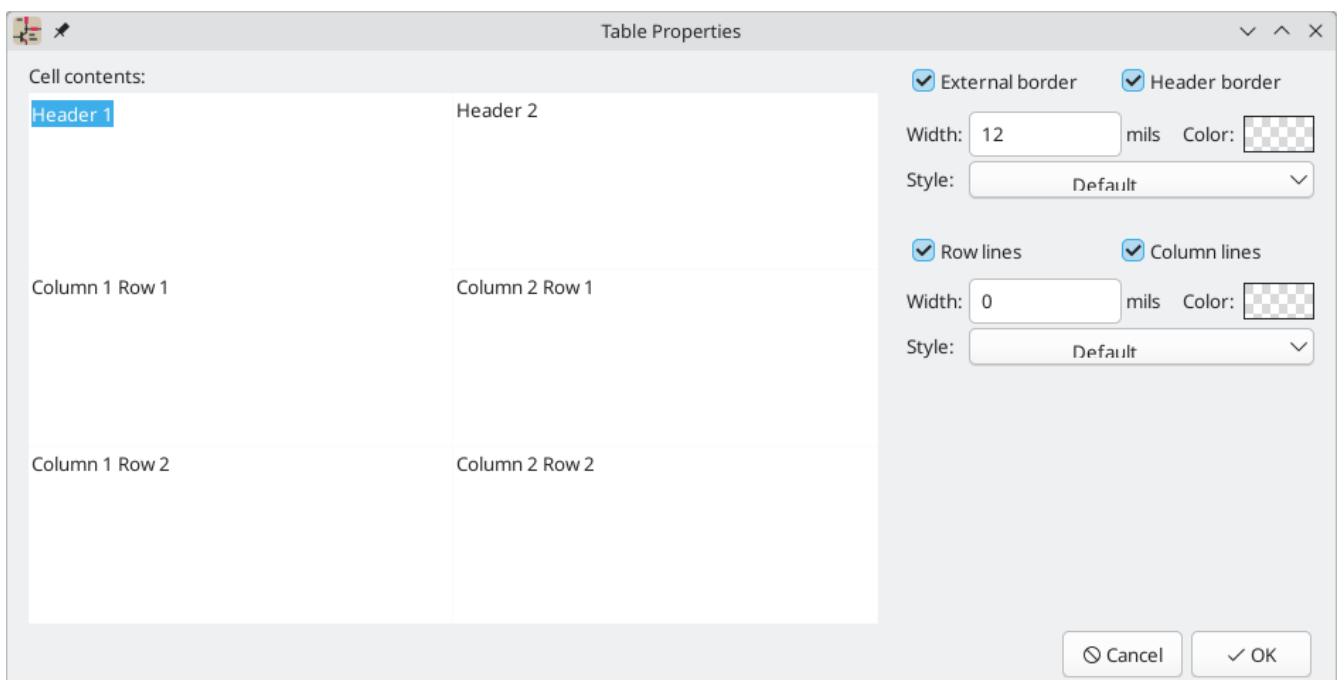 Table Properties
Cell contents:
Header 1 Header 2
Column 1 Row 1 Column 2 Row 1
Column 1 Row 2 Column 2 Row 2
External border Header border
Width: 12 mils Color:
Style: Default
Row lines Column lines
Width: 0 mils Color:
Style: Default
Cancel OK